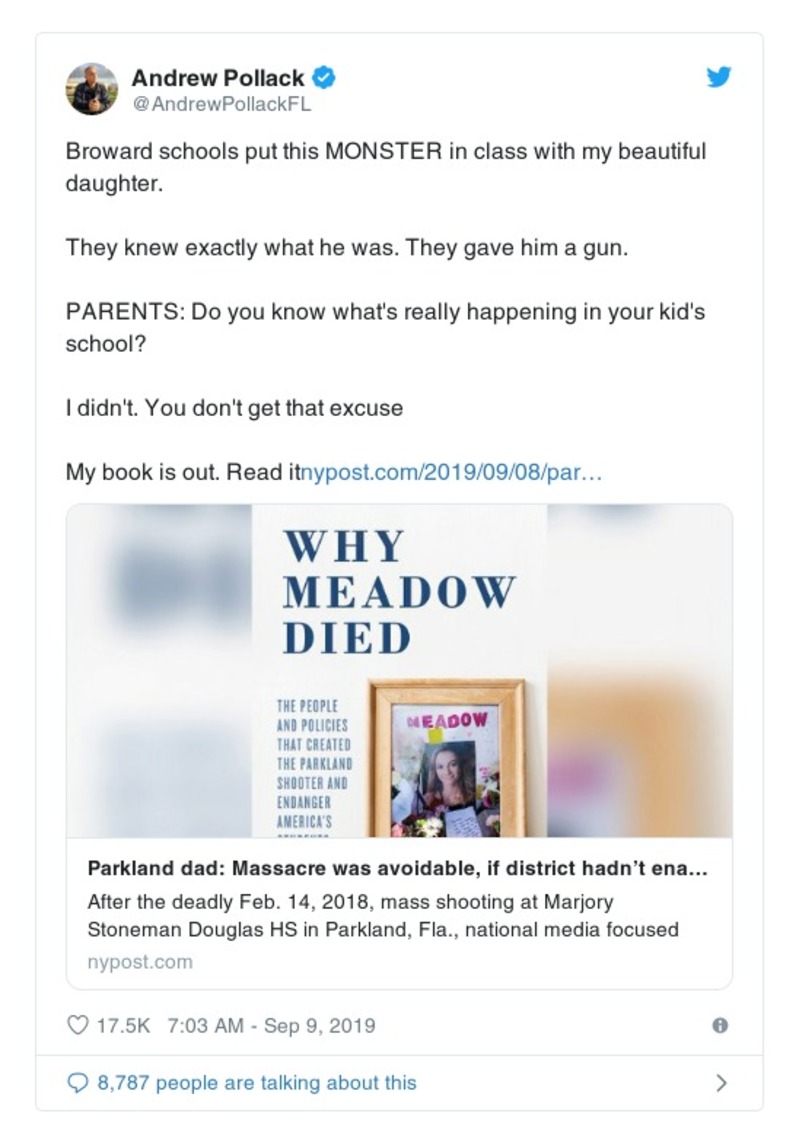 Andrew Pollack
@AndrewPollackFL
Broward schools put this MONSTER in class with my beautiful
daughter.
They knew exactly what he was. They gave him a gun.
PARENTS: Do you know what's really happening in your kid's
school?
I didn't. You don't get that excuse
My book is out. Read itnypost.com/2019/09/08/par…
WHY
MEADOW
DIED
THE PEOPLE
AND POLICIES
THAT CREATED
THE PARKLAND
SHOOTER AND
ENDANGER
AMERICA'S
MEADOW
Parkland dad: Massacre was avoidable, if district hadn't ena...
After the deadly Feb. 14, 2018, mass shooting at Marjory
Stoneman Douglas HS in Parkland, Fla., national media focused
nypost.com
17.5K 7:03 AM - Sep 9, 2019
8,787 people are talking about this